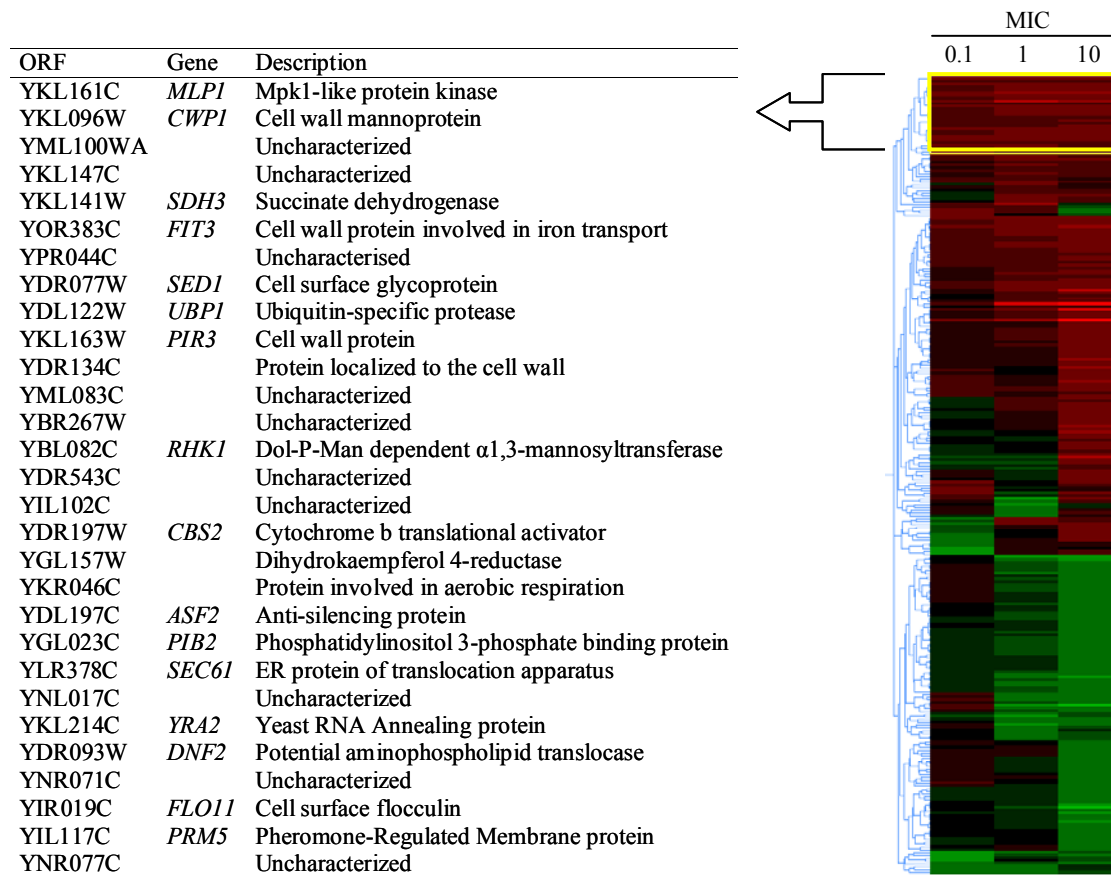 MIC
0.1 1 10
ORF Gene Description
YKL161C MLP1 Mpk1-like protein kinase
YKL096W CWP1 Cell wall mannoprotein
YML100WA Uncharacterized
YKL147C Uncharacterized
YKL141W SDH3 Succinate dehydrogenase
YOR383C FIT3 Cell wall protein involved in iron transport
YPR044C Uncharacterised
YDR077W SED1 Cell surface glycoprotein
YDL122W UBP1 Ubiquitin-specific protease
YKL163W PIR3 Cell wall protein
YDR134C Protein localized to the cell wall
YML083C Uncharacterized
YBR267W Uncharacterized
YBL082C RHK1 Dol-P-Man dependent α1,3-mannosyltransferase
YDR543C Uncharacterized
YIL102C Uncharacterized
YDR197W CBS2 Cytochrome b translational activator
YGL157W Dihydrokaempferol 4-reductase
YKR046C Protein involved in aerobic respiration
YDL197C ASF2 Anti-silencing protein
YGL023C PIB2 Phosphatidylinositol 3-phosphate binding protein
YLR378C SEC61 ER protein of translocation apparatus
YNL017C Uncharacterized
YKL214C YRA2 Yeast RNA Annealing protein
YDR093W DNF2 Potential aminophospholipid translocase
YNR071C Uncharacterized
YIR019C FLO11 Cell surface flocculin
YIL117C PRM5 Pheromone-Regulated Membrane protein
YNR077C Uncharacterized